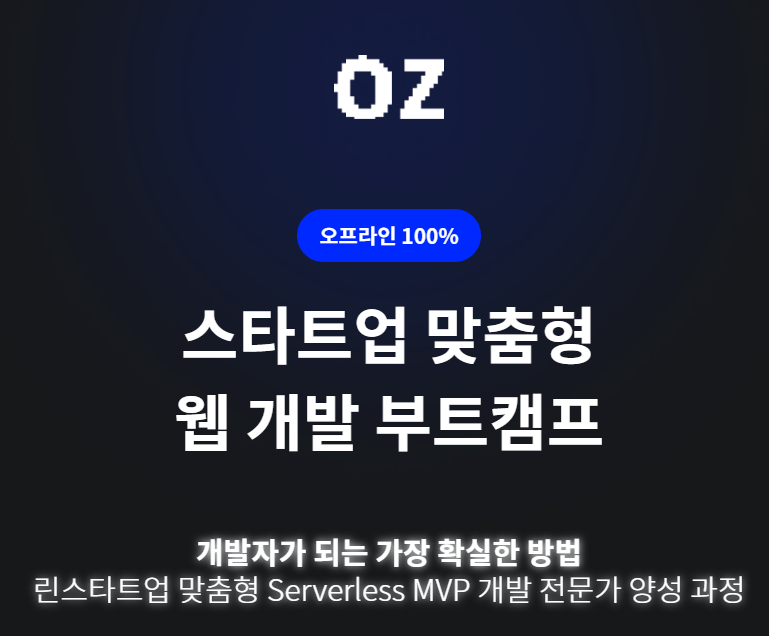 OZ
오프라인 100%
스타트업 맞춤형
웹 개발 부트캠프
개발자가 되는 가장 확실한 방법
린스타트업 맞춤형 Serverless MVP 개발 전문가 양성 과정